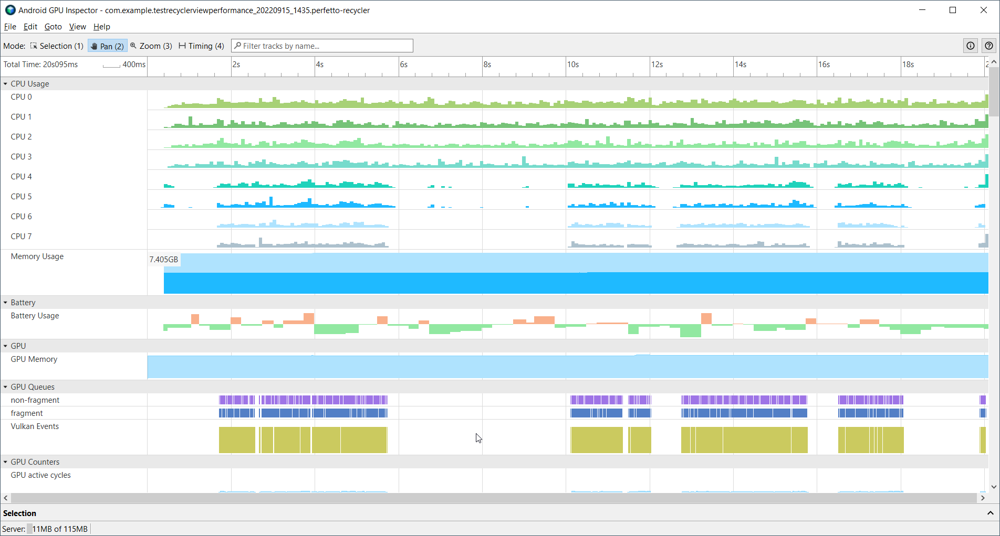 Android GPU Inspector - com.example.testrecyclerviewperformance_20220915_1435.perfetto-recycler
File Edit Goto View Help
Mode: Selection (1) Pan (2) Zoom (3) Timing (4) Filter tracks by name...
Total Time: 20s095ms 400ms 2s 4s 6s 8s 10s 12s 14s 16s 18s 2
CPU Usage
CPU 0
CPU 1
CPU 2
CPU 3
CPU 4
CPU 5
CPU 6
CPU 7
Memory Usage
7.405GB
Battery
Battery Usage
GPU
GPU Memory
GPU Queues
non-fragment
fragment
Vulkan Events
GPU Counters
GPU active cycles
Selection
Server: 11MB of 115MB